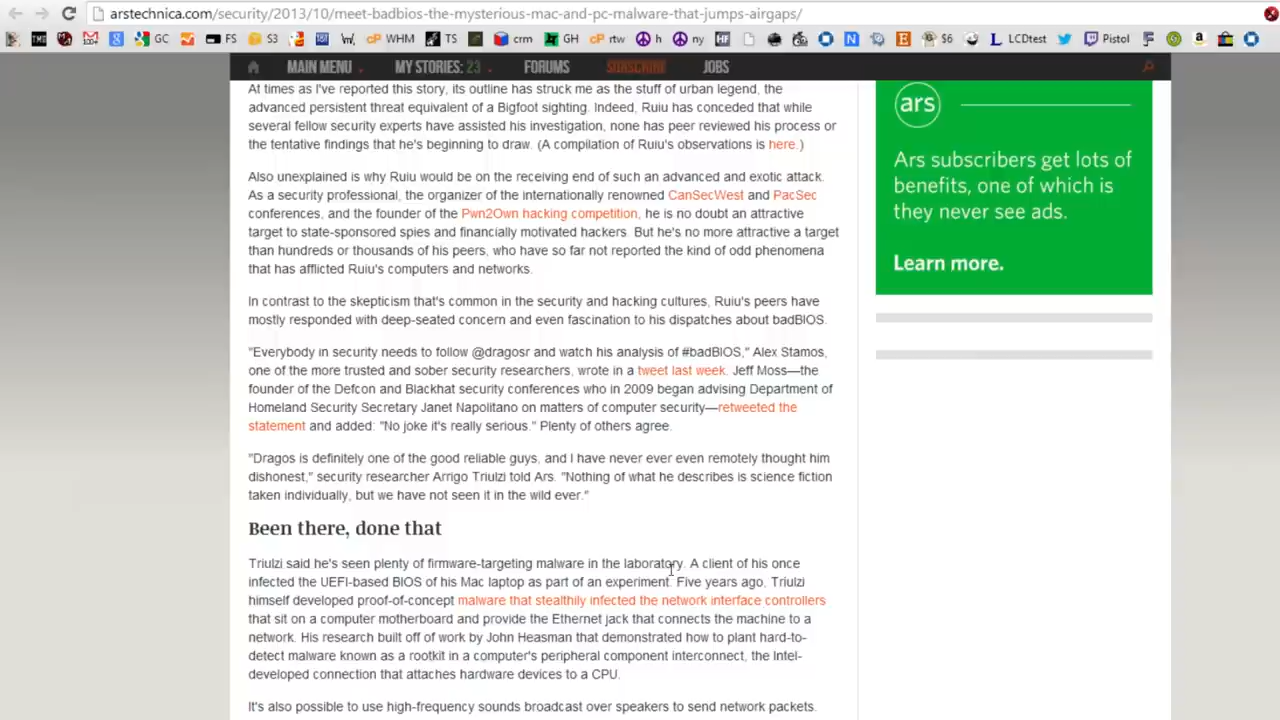 arstechnica.com/security/2013/10/meet-badbios-the-mysterious-mac-and-pc-malware-that-jumps-airgaps/
GC FS S3 WHM TS crm GH rtw h ny HF $6 LCDtest Pistol
MAIN MENU MY STORIES: 23 FORUMS SUBSCRIBE JOBS
At times as I've reported this story, its outline has struck me as the stuff of urban legend, the
advanced persistent threat equivalent of a Bigfoot sighting. Indeed, Ruiu has conceded that while
several fellow security experts have assisted his investigation, none has peer reviewed his process or
the tentative findings that he's beginning to draw. (A compilation of Ruiu's observations is here.)
Also unexplained is why Ruiu would be on the receiving end of such an advanced and exotic attack.
As a security professional, the organizer of the internationally renowned CanSecWest and PacSec
conferences, and the founder of the Pwn2Own hacking competition, he is no doubt an attractive
target to state-sponsored spies and financially motivated hackers. But he's no more attractive a target
than hundreds or thousands of his peers, who have so far not reported the kind of odd phenomena
that has afflicted Ruiu's computers and networks.
In contrast to the skepticism that's common in the security and hacking cultures, Ruiu's peers have
mostly responded with deep-seated concern and even fascination to his dispatches about badBIOS.
"Everybody in security needs to follow @dragosr and watch his analysis of #badBIOS," Alex Stamos,
one of the more trusted and sober security researchers, wrote in a tweet last week. Jeff Moss—the
founder of the Defcon and Blackhat security conferences who in 2009 began advising Department of
Homeland Security Secretary Janet Napolitano on matters of computer security—retweeted the
statement and added: "No joke it's really serious." Plenty of others agree.
"Dragos is definitely one of the good reliable guys, and I have never ever even remotely thought him
dishonest," security researcher Arrigo Triulzi told Ars. "Nothing of what he describes is science fiction
taken individually, but we have not seen it in the wild ever."
Been there, done that
Triulzi said he's seen plenty of firmware-targeting malware in the laboratory. A client of his once
infected the UEFI-based BIOS of his Mac laptop as part of an experiment. Five years ago, Triulzi
himself developed proof-of-concept malware that stealthily infected the network interface controllers
that sit on a computer motherboard and provide the Ethernet jack that connects the machine to a
network. His research built off of work by John Heasman that demonstrated how to plant hard-to-
detect malware known as a rootkit in a computer's peripheral component interconnect, the Intel-
developed connection that attaches hardware devices to a CPU.
It's also possible to use high-frequency sounds broadcast over speakers to send network packets.
ars
Ars subscribers get lots of
benefits, one of which is
they never see ads.
Learn more.